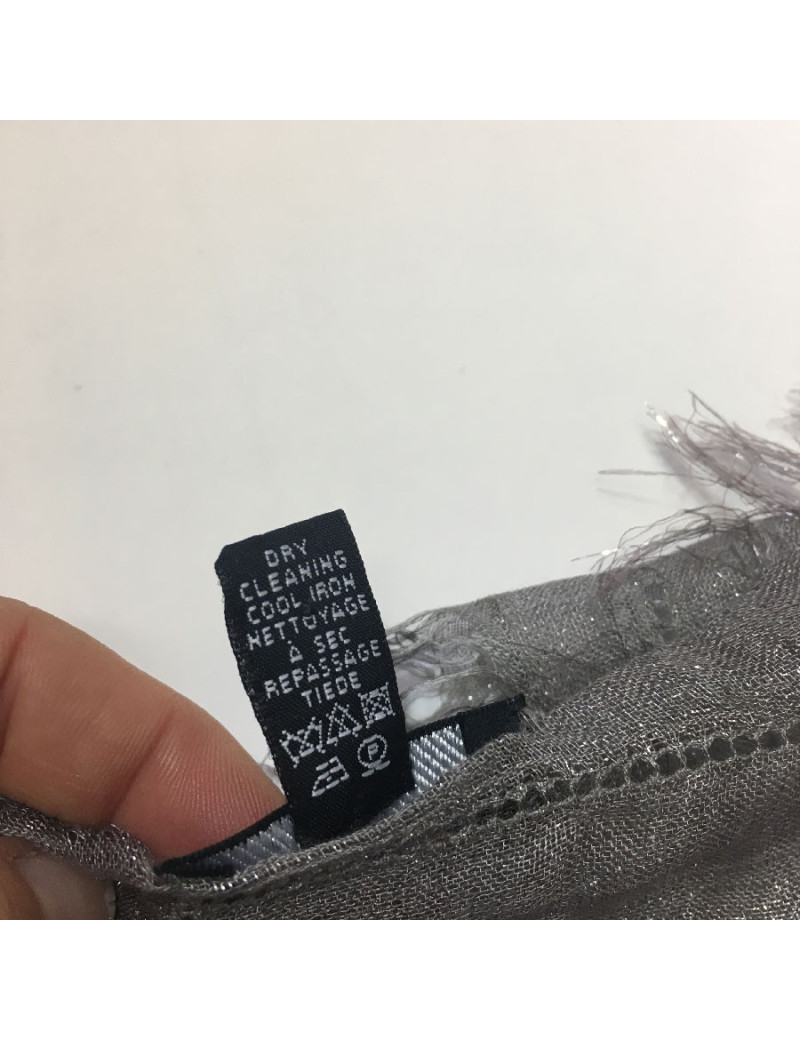 DRY
CLEANING
COOL IRON
NETTOYAGE
À SEC
REPASSAGE
TIEDE
P